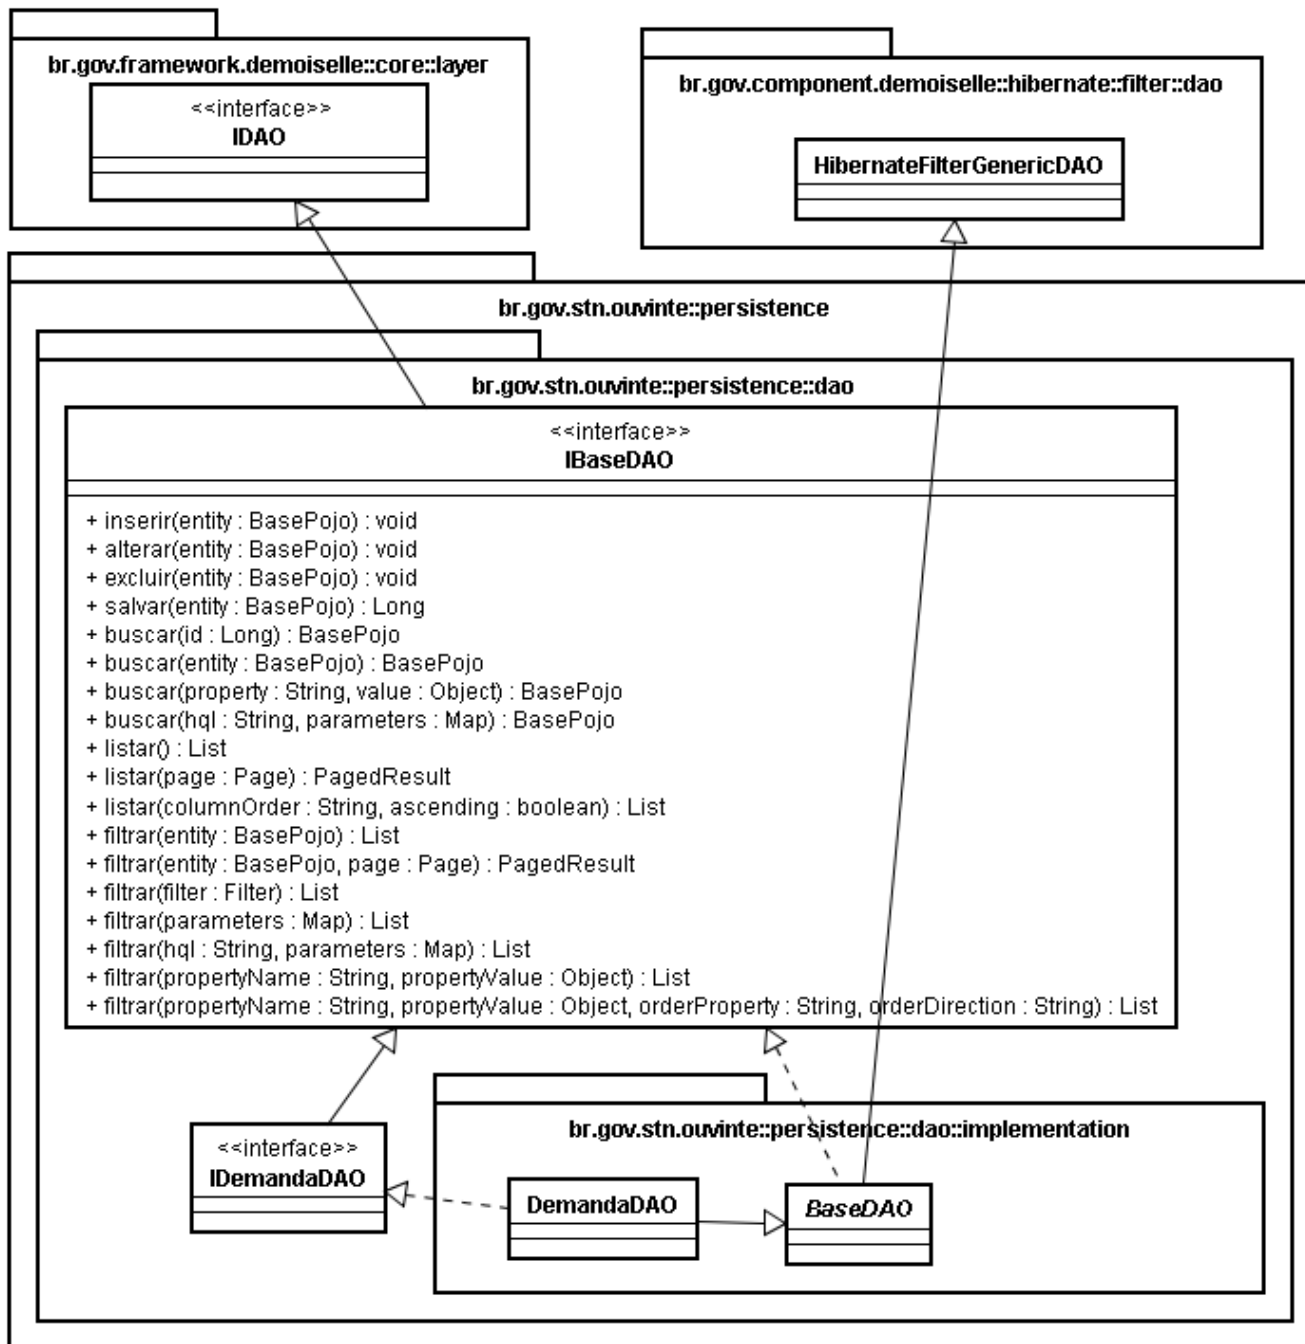 br.gov.framework.demoiselle::core::layer
<<interface>>
IDAO
br.gov.component.demoiselle::hibernate::filter::dao
HibernateFilterGenericDAO
br.gov.stn.ouvinte::persistence
br.gov.stn.ouvinte::persistence::dao
<<interface>>
IBaseDAO
+ inserir(entity : BasePojo) : void
+ alterar(entity : BasePojo) : void
+ excluir(entity : BasePojo) : void
+ salvar(entity : BasePojo) : Long
+ buscar(id : Long) : BasePojo
+ buscar(entity : BasePojo) : BasePojo
+ buscar(property : String, value : Object) : BasePojo
+ buscar(hql : String, parameters : Map) : BasePojo
+ listar() : List
+ listar(page : Page) : PagedResult
+ listar(columnOrder : String, ascending : boolean) : List
+ filtrar(entity : BasePojo) : List
+ filtrar(entity : BasePojo, page : Page) : PagedResult
+ filtrar(filter : Filter) : List
+ filtrar(parameters : Map) : List
+ filtrar(hql : String, parameters : Map) : List
+ filtrar(propertyName : String, propertyValue : Object) : List
+ filtrar(propertyName : String, propertyValue : Object, orderProperty : String, orderDirection : String) : List
<<interface>>
IDemandaDAO
br.gov.stn.ouvinte::persistence::dao::implementation
DemandaDAO
BaseDAO